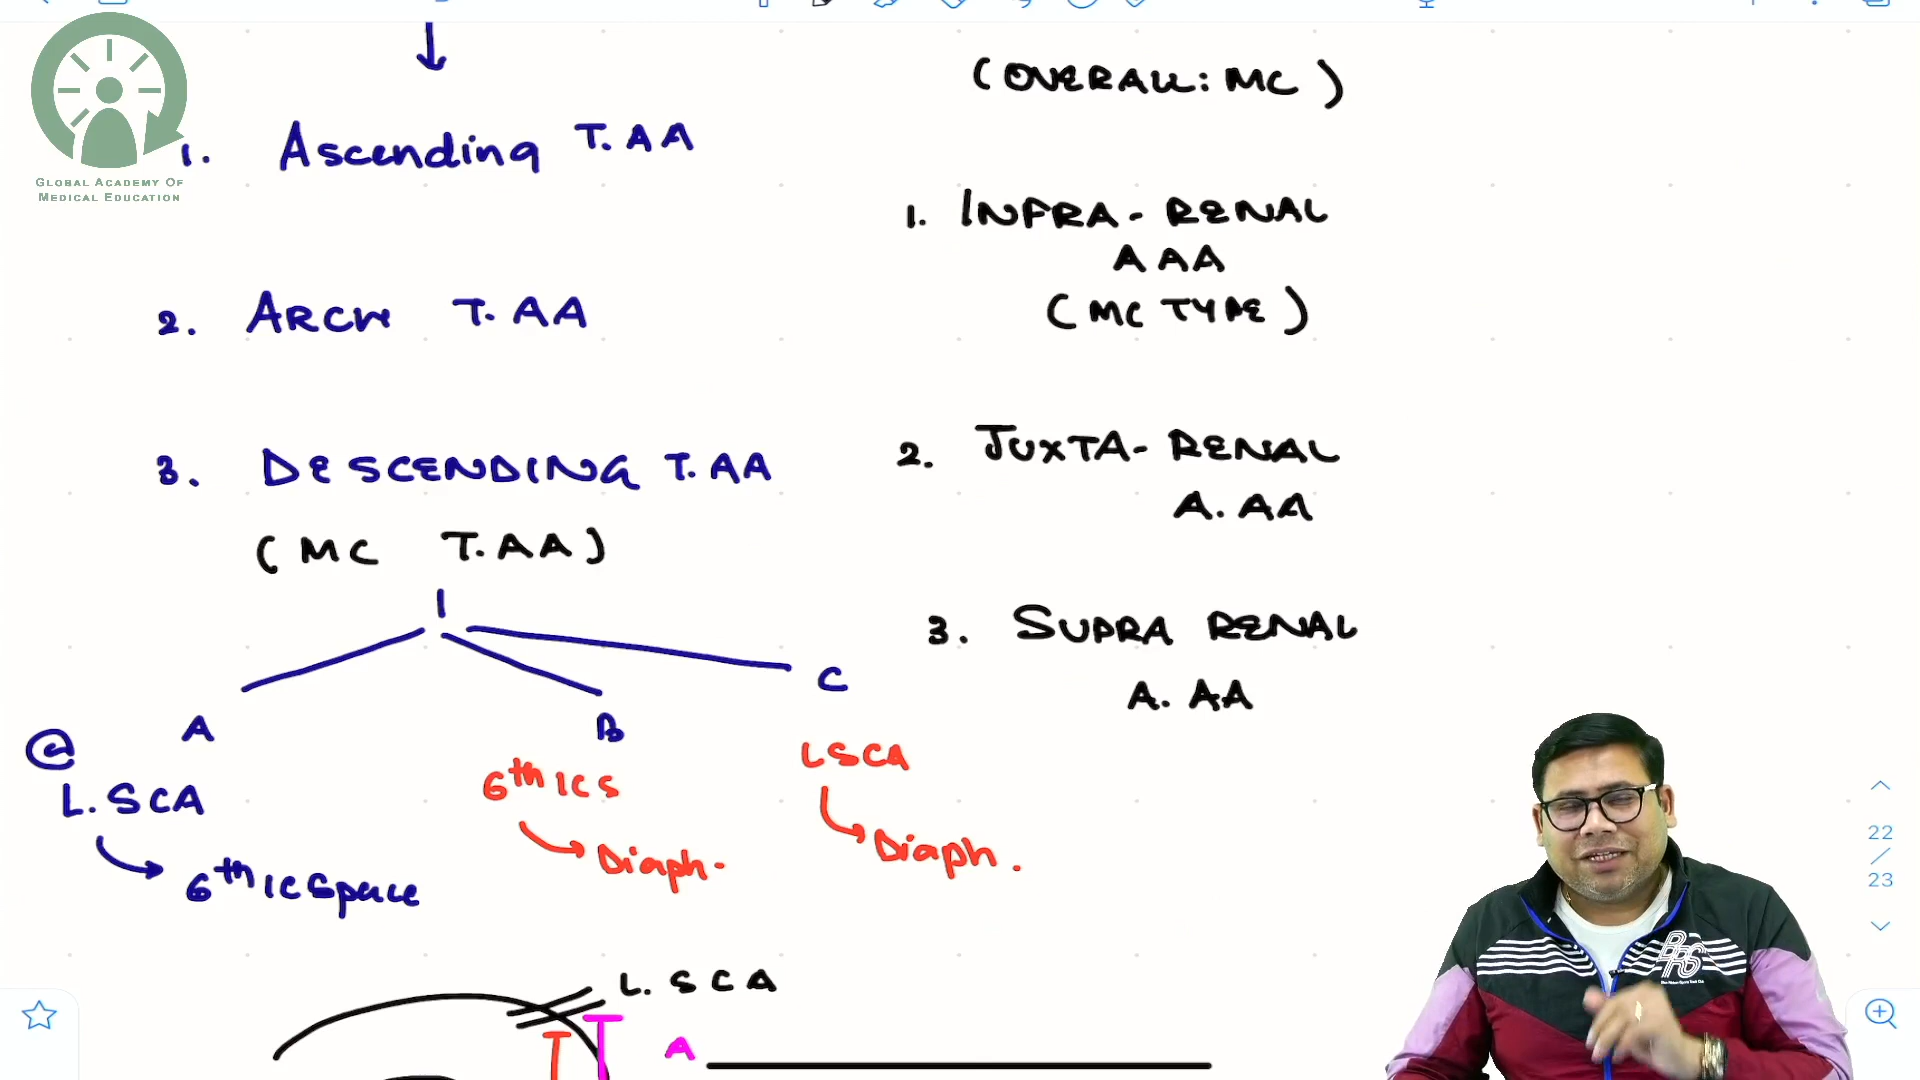 GLOBAL ACADEMY OF
MEDICAL EDUCATION
1. Ascending T.AA
2. ARCH T.AA
3. DESCENDING T.AA
(MC T.AA)
A
@
L.SCA
6th IC Space
B
6th ICS
Diaph.
C
LSCA
Diaph.
L. SCA
A
(OVERALL: MC)
1. INFRA-RENAL
AAA
(MC TYPE)
2. JUXTA-RENAL
A.AA
3. SUPRA RENAL
A.AA
22
/
23